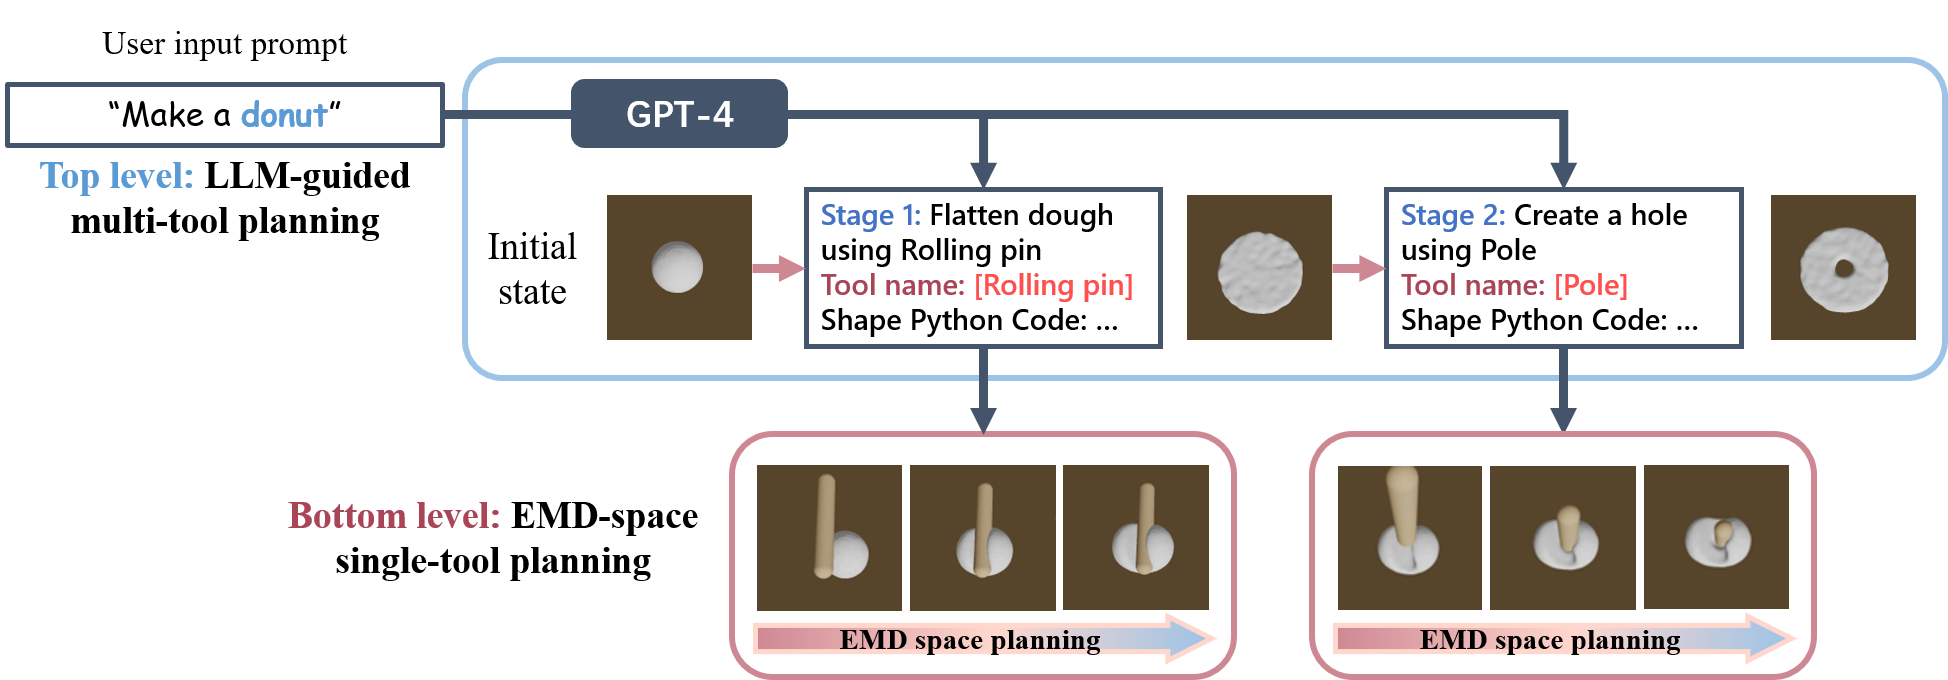 User input prompt
“Make a donut”
Top level: LLM-guided
multi-tool planning
GPT-4
Initial
state
Stage 1: Flatten dough
using Rolling pin
Tool name: [Rolling pin]
Shape Python Code: ...
Stage 2: Create a hole
using Pole
Tool name: [Pole]
Shape Python Code: ...
Bottom level: EMD-space
single-tool planning
EMD space planning
EMD space planning